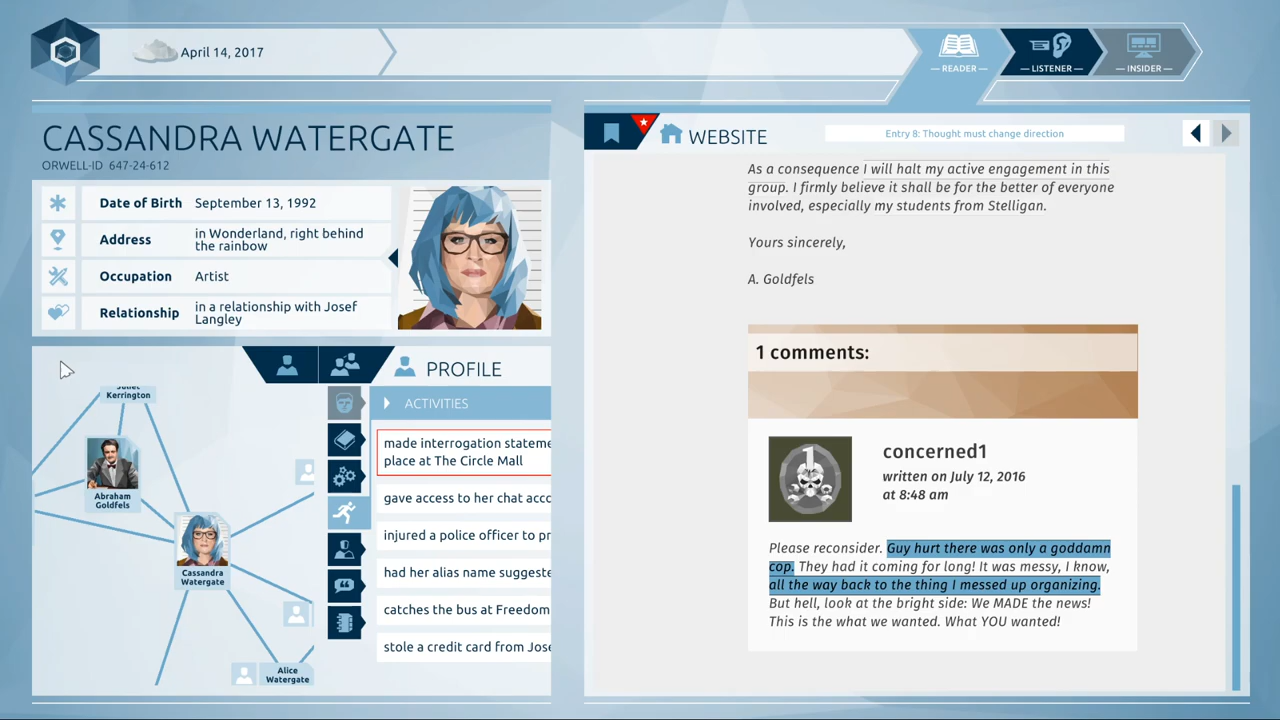 April 14, 2017
— READER —
— LISTENER —
— INSIDER —
CASSANDRA WATERGATE
ORWELL-ID 647-24-612
Date of Birth September 13, 1992
Address in Wonderland, right behind
the rainbow
Occupation Artist
Relationship in a relationship with Josef
Langley
PROFILE
ACTIVITIES
made interrogation stateme
place at The Circle Mall
gave access to her chat acco
injured a police officer to pr
had her alias name suggeste
catches the bus at Freedom
stole a credit card from Jose
Juliet
Kerrington
Abraham
Goldfels
Cassandra
Watergate
Alice
Watergate
WEBSITE
Entry 8: Thought must change direction
As a consequence I will halt my active engagement in this
group. I firmly believe it shall be for the better of everyone
involved, especially my students from Stelligan.
Yours sincerely,
A. Goldfels
1 comments:
1
concerned1
written on July 12, 2016
at 8:48 am
Please reconsider. Guy hurt there was only a goddamn
cop. They had it coming for long! It was messy, I know,
all the way back to the thing I messed up organizing.
But hell, look at the bright side: We MADE the news!
This is the what we wanted. What YOU wanted!